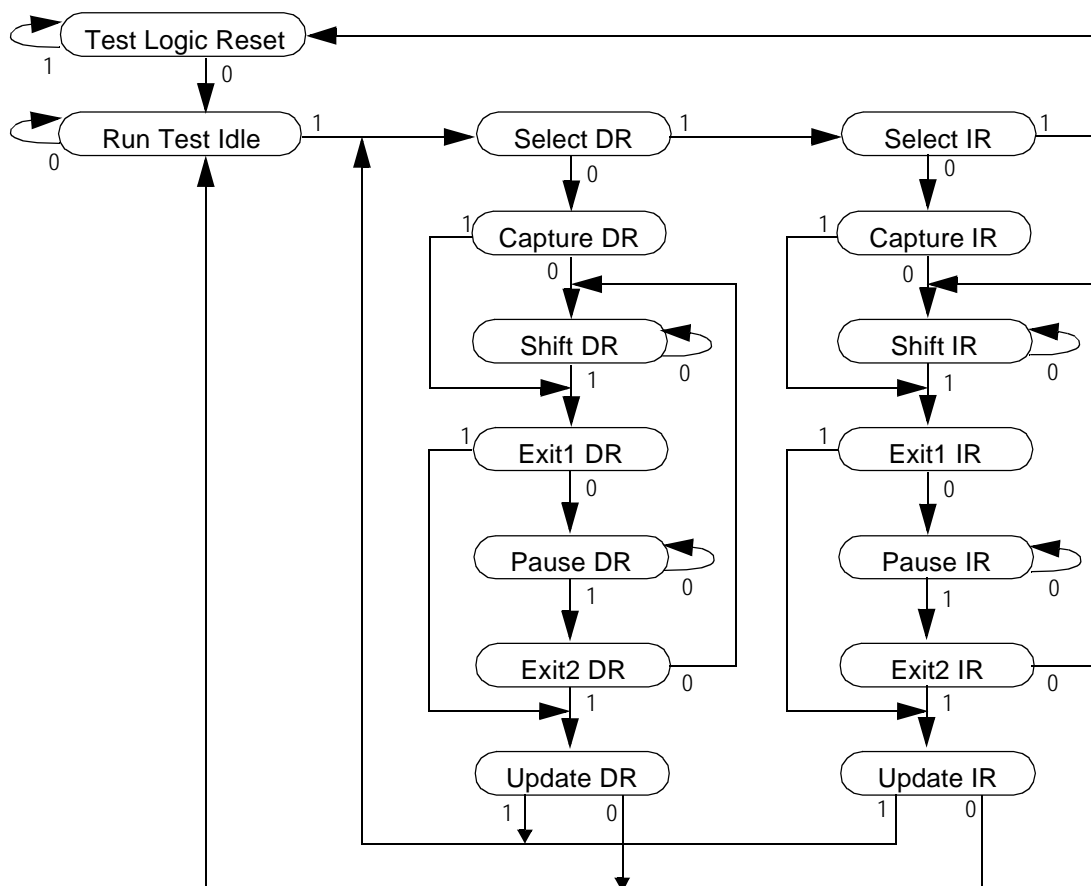 Test Logic Reset
1
0
Run Test Idle
1
0
Select DR
1
0
Select IR
1
0
1
Capture DR
0
1
Capture IR
0
Shift DR
0
1
Shift IR
0
1
1
Exit1 DR
0
1
Exit1 IR
0
Pause DR
0
1
Pause IR
0
1
Exit2 DR
0
1
Exit2 IR
0
1
Update DR
1
0
Update IR
1
0